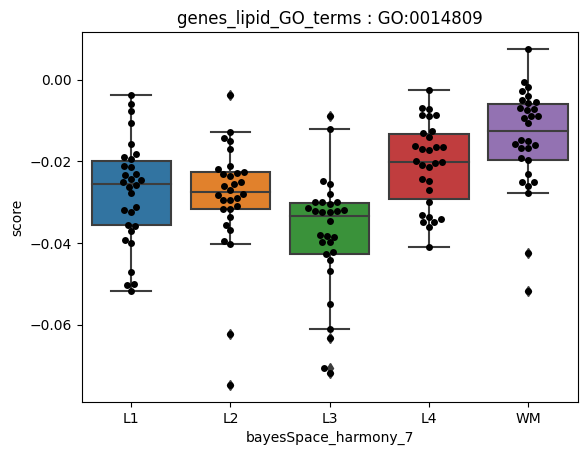 genes_lipid_GO_terms : GO:0014809
0.00
−0.02
−0.04
−0.06
score
L1 L2 L3 L4 WM
bayesSpace_harmony_7